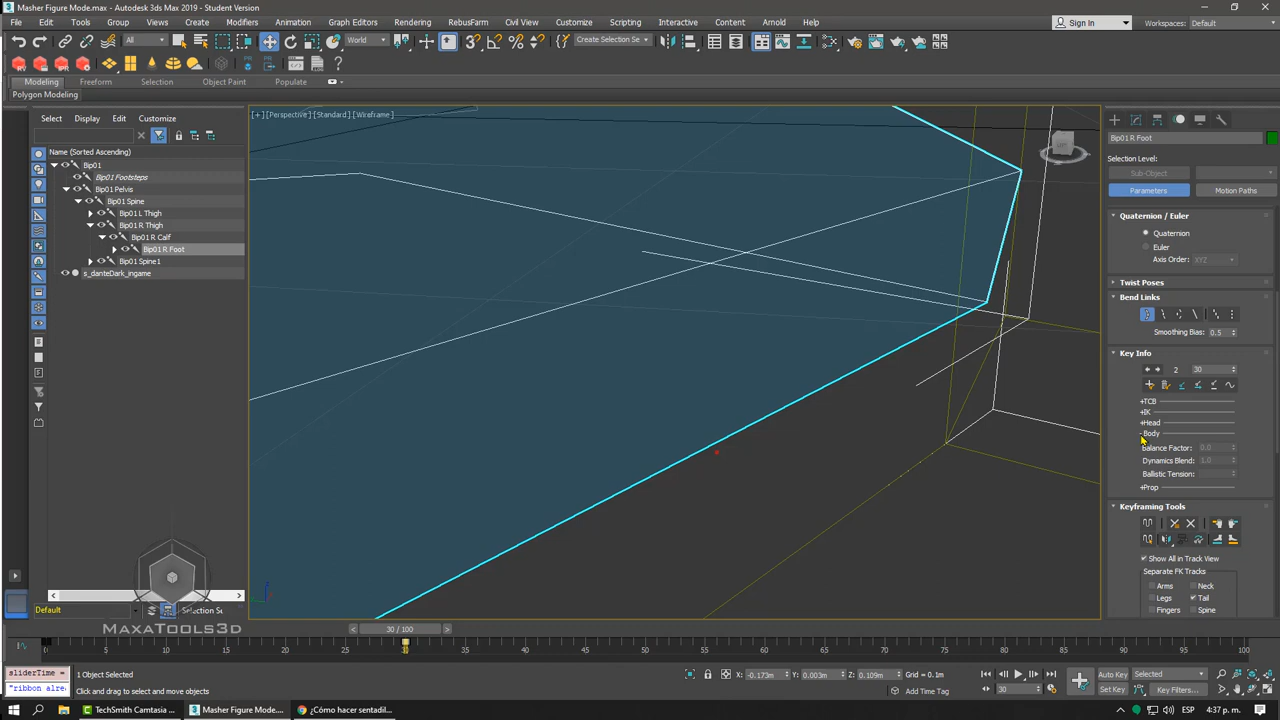 Masher Figure Mode.max - Autodesk 3ds Max 2019 - Student Version
File Edit Tools Group Views Create Modifiers Animation Graph Editors Rendering RebusFarm Civil View Customize Scripting Interactive Content Arnold Help
Sign In Workspaces: Default
All World Create Selection Se
Modeling Freeform Selection Object Paint Populate
Polygon Modeling
Select Display Edit Customize
[+] [Perspective] [Standard] [Wireframe]
Bip01 R Foot
Name (Sorted Ascending)
Selection Level:
Bip01
Sub-Object
Bip01 Footsteps
Bip01 Pelvis
Parameters Motion Paths
Bip01 Spine
Bip01 L Thigh
Quaternion / Euler
Bip01 R Thigh
Quaternion
Bip01 R Calf
Euler
Bip01 R Foot
Axis Order: XYZ
Bip01 Spine1
s_danteDark_ingame
Twist Poses
Bend Links
Smoothing Bias: 0.5
Key Info
2 30
+TCB
+IK
+Head
-Body
Balance Factor: 0.0
Dynamics Blend: 1.0
Ballistic Tension:
+Prop
Keyframing Tools
Show All in Track View
Separate FK Tracks
Arms Neck
Legs Tail
Fingers Spine
Default Selection Se
MAXATOOLS3D
30 / 100
0 5 10 15 20 25 30 35 40 45 50 55 60 65 70 75 80 85 90 95 100
sliderTime = 1 Object Selected X: -0.173m Y: 0.003m Z: 0.109m Grid = 0.1m Auto Key Selected
"ribbon alre Click and drag to select and move objects Add Time Tag 30 Set Key Key Filters...
TechSmith Camtasia ... Masher Figure Mode.... ¿Cómo hacer sentadil... ESP 4:37 p. m.